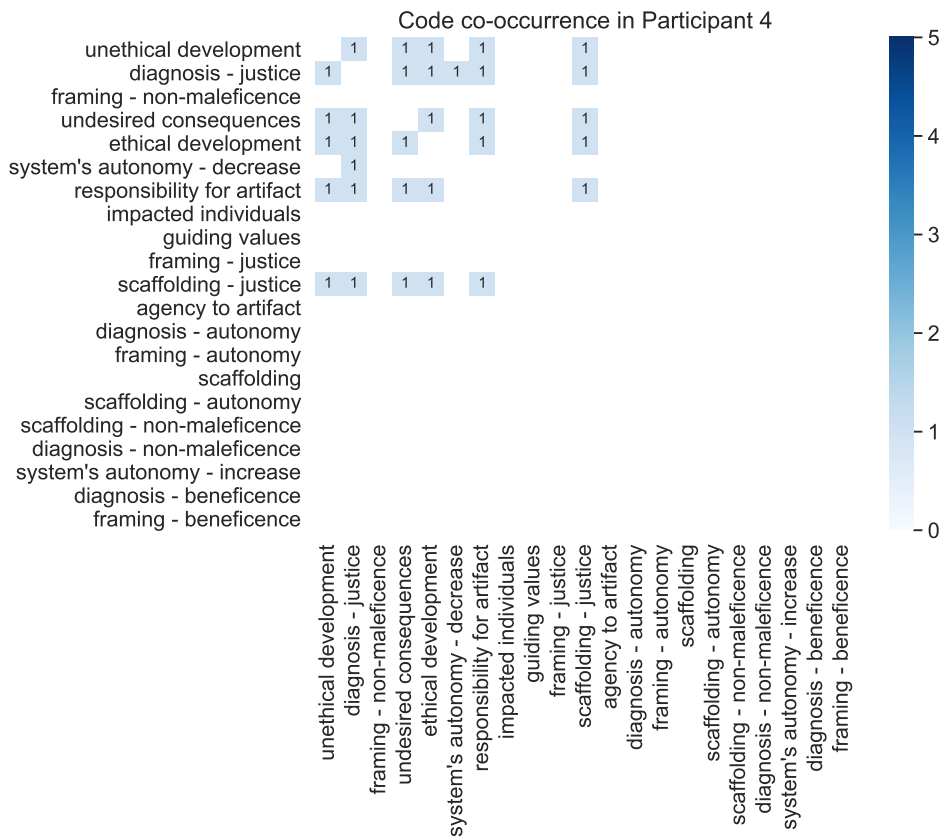 Code co-occurrence in Participant 4
unethical development 1 1 1 1 1
diagnosis - justice 1 1 1 1 1 1
framing - non-maleficence
undesired consequences 1 1 1 1 1
ethical development 1 1 1 1 1
system's autonomy - decrease 1
responsibility for artifact 1 1 1 1 1
impacted individuals
guiding values
framing - justice
scaffolding - justice 1 1 1 1 1
agency to artifact
diagnosis - autonomy
framing - autonomy
scaffolding
scaffolding - autonomy
scaffolding - non-maleficence
diagnosis - non-maleficence
system's autonomy - increase
diagnosis - beneficence
framing - beneficence
unethical development
diagnosis - justice
framing - non-maleficence
undesired consequences
ethical development
system's autonomy - decrease
responsibility for artifact
impacted individuals
guiding values
framing - justice
scaffolding - justice
agency to artifact
diagnosis - autonomy
framing - autonomy
scaffolding
scaffolding - autonomy
scaffolding - non-maleficence
diagnosis - non-maleficence
system's autonomy - increase
diagnosis - beneficence
framing - beneficence
5
4
3
2
1
0